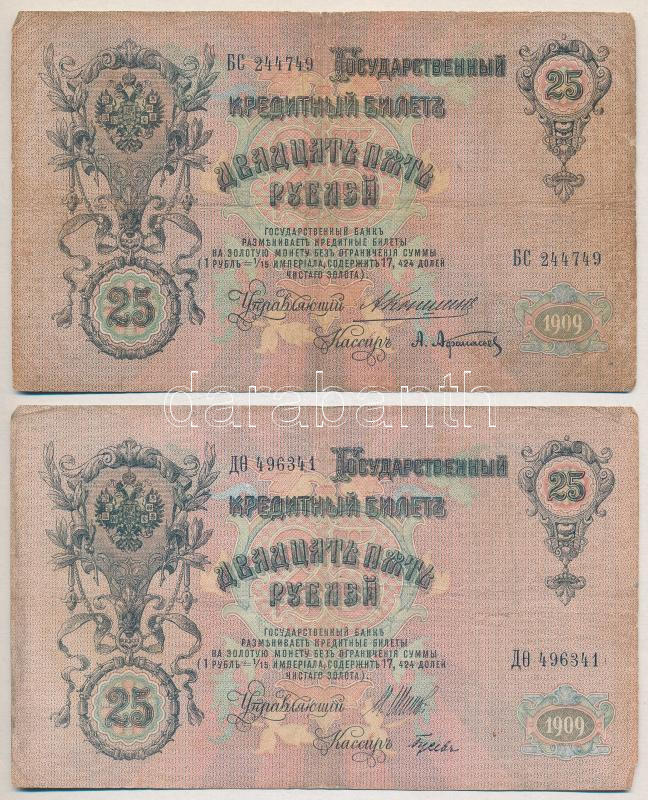 БС 244749 Государственный 25
Кредитный Билетъ
Двадцать пять
рублей
Государственный Банкъ
размѣниваетъ кредитные билеты
на золотую монету безъ ограниченія суммы
(1 рубль = 1/15 имперіала, содержитъ 17, 424 долей
чистаго золота).
БС 244749
25
Управляющій
1909
Кассиръ А. Афанасьевъ
darabanth
ДѲ 496341 Государственный 25
Кредитный Билетъ
Двадцать пять
рублей
Государственный Банкъ
размѣниваетъ кредитные билеты
на золотую монету безъ ограниченія суммы
(1 рубль = 1/15 имперіала, содержитъ 17, 424 долей
чистаго золота).
ДѲ 496341
25
Управляющій И. Шиповъ
1909
Кассиръ Гусевъ